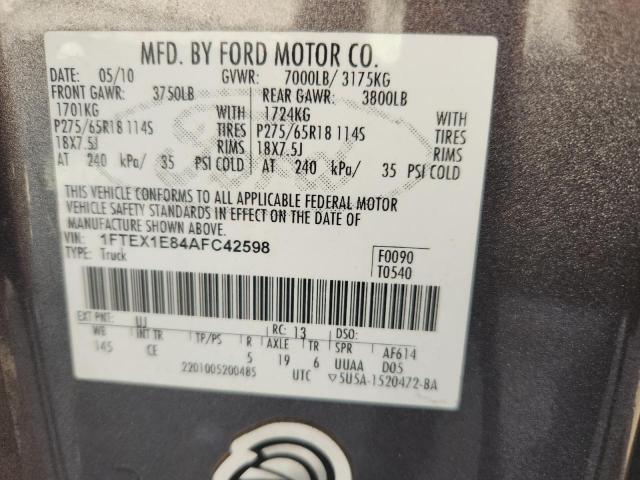 MFD. BY FORD MOTOR CO.
DATE: 05/10 GVWR: 7000LB/ 3175KG
FRONT GAWR: 3750LB REAR GAWR: 3800LB
1701KG WITH 1724KG WITH
P275/65R18 114S TIRES P275/65R18 114S TIRES
18X7.5J RIMS 18X7.5J RIMS
AT 240 kPa/ 35 PSI COLD AT 240 kPa/ 35 PSI COLD
THIS VEHICLE CONFORMS TO ALL APPLICABLE FEDERAL MOTOR
VEHICLE SAFETY STANDARDS IN EFFECT ON THE DATE OF
MANUFACTURE SHOWN ABOVE.
VIN: 1FTEX1E84AFC42598 F0090
TYPE: Truck T0540
EXT PNT: UJ RC: 13 DSO:
WB INT TR TP/PS R AXLE TR SPR AF614
145 CE 5 19 6 UUAA D05
2201005200485 UTC ▽5U5A-1520472-BA